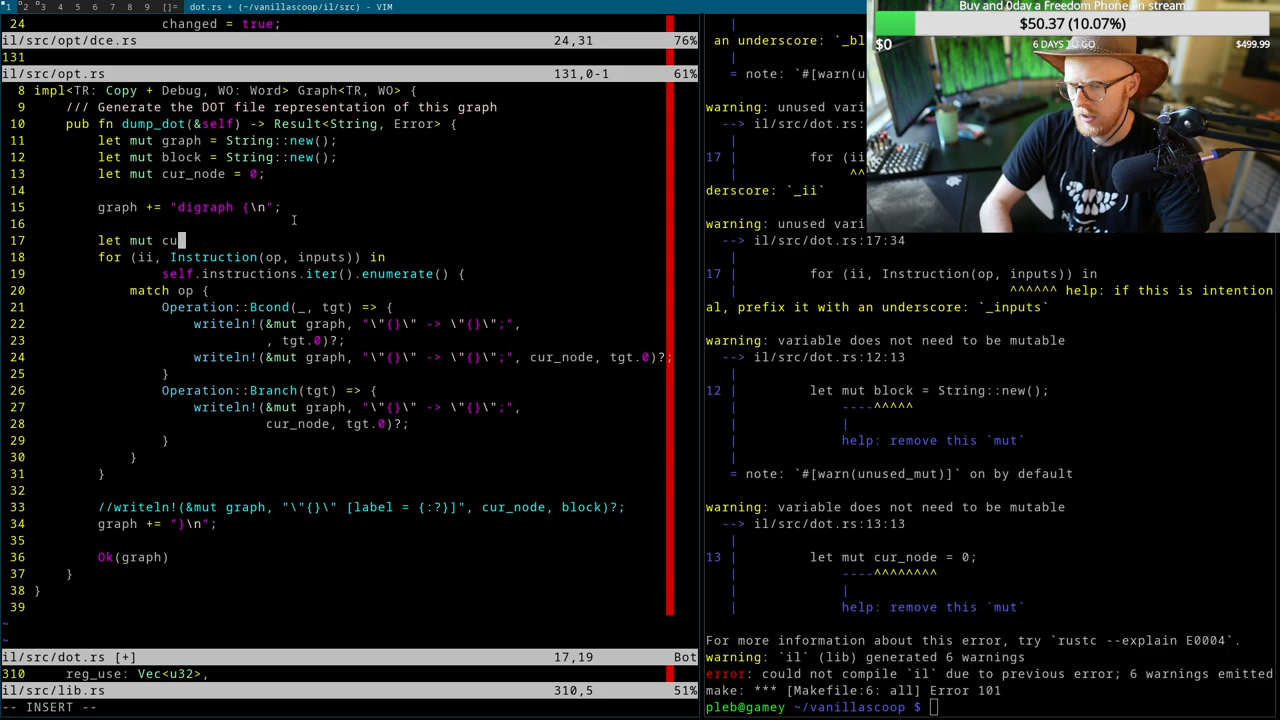 1 2 3 4 5 6 7 8 9 []= dot.rs + (~/vanillascoop/il/src) - VIM
24 changed = true;
il/src/opt/dce.rs 24,31 76%
131
il/src/opt.rs 131,0-1 61%
8 impl<TR: Copy + Debug, WO: Word> Graph<TR, WO> {
9 /// Generate the DOT file representation of this graph
10 pub fn dump_dot(&self) -> Result<String, Error> {
11 let mut graph = String::new();
12 let mut block = String::new();
13 let mut cur_node = 0;
14
15 graph += "digraph {\n";
16
17 let mut cu
18 for (ii, Instruction(op, inputs)) in
19 self.instructions.iter().enumerate() {
20 match op {
21 Operation::Bcond(_, tgt) => {
22 writeln!(&mut graph, "\"{}\" -> \"{}\";",
23 , tgt.0)?;
24 writeln!(&mut graph, "\"{}\" -> \"{}\";", cur_node, tgt.0)?;
25 }
26 Operation::Branch(tgt) => {
27 writeln!(&mut graph, "\"{}\" -> \"{}\";",
28 cur_node, tgt.0)?;
29 }
30 }
31 }
32
33 //writeln!(&mut graph, "\"{}\" [label = {:?}]", cur_node, block)?;
34 graph += "}\n";
35
36 Ok(graph)
37 }
38 }
39
~
~
il/src/dot.rs [+] 17,19 Bot
310 reg_use: Vec<u32>,
il/src/lib.rs 310,5 51%
-- INSERT --
|
an underscore: `_bl
|
= note: `#[warn(u
warning: unused vari
--> il/src/dot.rs:
|
17 | for (ii
| ^^
derscore: `_ii`
warning: unused vari
--> il/src/dot.rs:17:34
|
17 | for (ii, Instruction(op, inputs)) in
| ^^^^^^ help: if this is intention
al, prefix it with an underscore: `_inputs`
warning: variable does not need to be mutable
--> il/src/dot.rs:12:13
|
12 | let mut block = String::new();
| ----^^^^^
| |
| help: remove this `mut`
|
= note: `#[warn(unused_mut)]` on by default
warning: variable does not need to be mutable
--> il/src/dot.rs:13:13
|
13 | let mut cur_node = 0;
| ----^^^^^^^^
| |
| help: remove this `mut`
For more information about this error, try `rustc --explain E0004`.
warning: `il` (lib) generated 6 warnings
error: could not compile `il` due to previous error; 6 warnings emitted
make: *** [Makefile:6: all] Error 101
pleb@gamey ~/vanillascoop $
Buy and 0day a Freedom Phone on stream
$50.37 (10.07%)
$0 6 DAYS TO GO $499.99